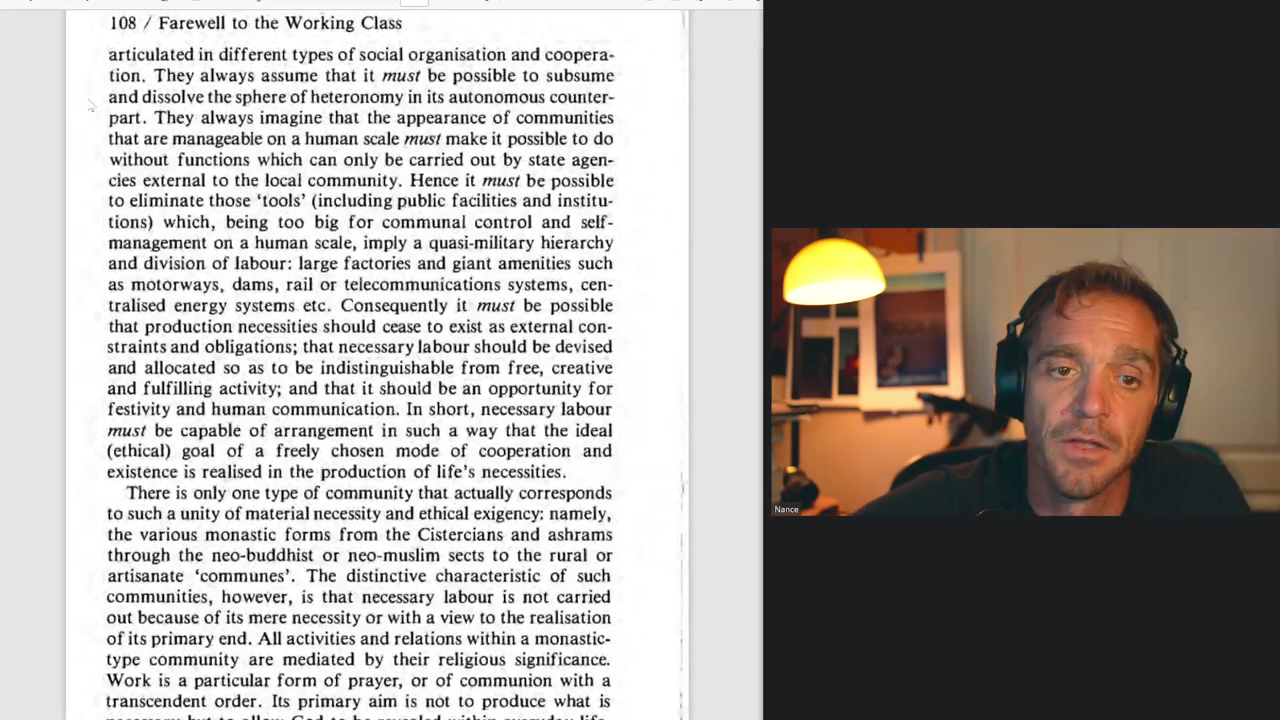 108 / Farewell to the Working Class
articulated in different types of social organisation and coopera-
tion. They always assume that it must be possible to subsume
and dissolve the sphere of heteronomy in its autonomous counter-
part. They always imagine that the appearance of communities
that are manageable on a human scale must make it possible to do
without functions which can only be carried out by state agen-
cies external to the local community. Hence it must be possible
to eliminate those ‘tools’ (including public facilities and institu-
tions) which, being too big for communal control and self-
management on a human scale, imply a quasi-military hierarchy
and division of labour: large factories and giant amenities such
as motorways, dams, rail or telecommunications systems, cen-
tralised energy systems etc. Consequently it must be possible
that production necessities should cease to exist as external con-
straints and obligations; that necessary labour should be devised
and allocated so as to be indistinguishable from free, creative
and fulfilling activity; and that it should be an opportunity for
festivity and human communication. In short, necessary labour
must be capable of arrangement in such a way that the ideal
(ethical) goal of a freely chosen mode of cooperation and
existence is realised in the production of life’s necessities.
There is only one type of community that actually corresponds
to such a unity of material necessity and ethical exigency: namely,
the various monastic forms from the Cistercians and ashrams
through the neo-buddhist or neo-muslim sects to the rural or
artisanate ‘communes’. The distinctive characteristic of such
communities, however, is that necessary labour is not carried
out because of its mere necessity or with a view to the realisation
of its primary end. All activities and relations within a monastic-
type community are mediated by their religious significance.
Work is a particular form of prayer, or of communion with a
transcendent order. Its primary aim is not to produce what is
Nance